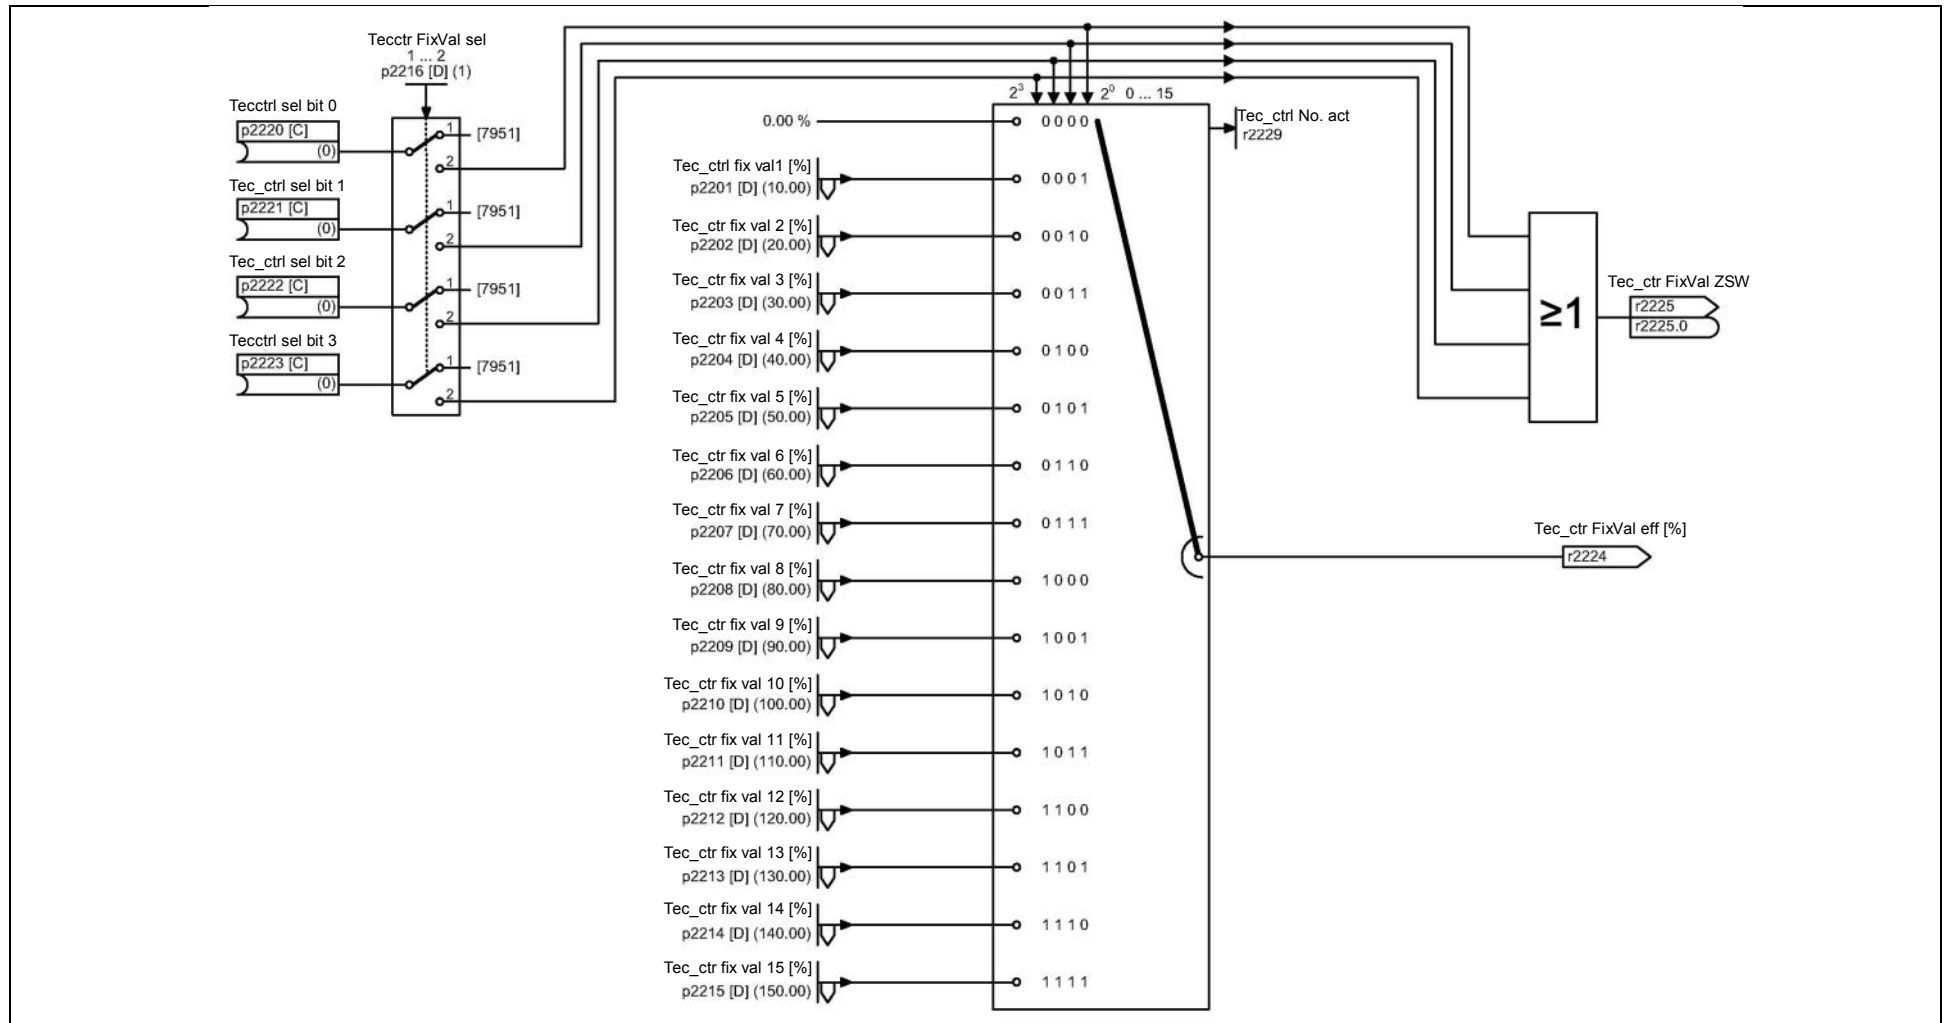 Tecctr FixVal sel
1 ... 2
p2216 [D] (1)
Tecctrl sel bit 0
p2220 [C]
(0)
1
[7951]
2
Tec_ctrl sel bit 1
p2221 [C]
(0)
1
[7951]
2
Tec_ctrl sel bit 2
p2222 [C]
(0)
1
[7951]
2
Tecctrl sel bit 3
p2223 [C]
(0)
1
[7951]
2
2³ 2⁰ 0 ... 15
0.00 % 0 0 0 0
Tec_ctrl No. act
r2229
Tec_ctrl fix val1 [%]
p2201 [D] (10.00) 0 0 0 1
Tec_ctr fix val 2 [%]
p2202 [D] (20.00) 0 0 1 0
Tec_ctr fix val 3 [%]
p2203 [D] (30.00) 0 0 1 1
Tec_ctr fix val 4 [%]
p2204 [D] (40.00) 0 1 0 0
Tec_ctr fix val 5 [%]
p2205 [D] (50.00) 0 1 0 1
Tec_ctr fix val 6 [%]
p2206 [D] (60.00) 0 1 1 0
Tec_ctr fix val 7 [%]
p2207 [D] (70.00) 0 1 1 1
Tec_ctr fix val 8 [%]
p2208 [D] (80.00) 1 0 0 0
Tec_ctr fix val 9 [%]
p2209 [D] (90.00) 1 0 0 1
Tec_ctr fix val 10 [%]
p2210 [D] (100.00) 1 0 1 0
Tec_ctr fix val 11 [%]
p2211 [D] (110.00) 1 0 1 1
Tec_ctr fix val 12 [%]
p2212 [D] (120.00) 1 1 0 0
Tec_ctr fix val 13 [%]
p2213 [D] (130.00) 1 1 0 1
Tec_ctr fix val 14 [%]
p2214 [D] (140.00) 1 1 1 0
Tec_ctr fix val 15 [%]
p2215 [D] (150.00) 1 1 1 1
≥1
Tec_ctr FixVal ZSW
r2225
r2225.0
Tec_ctr FixVal eff [%]
r2224